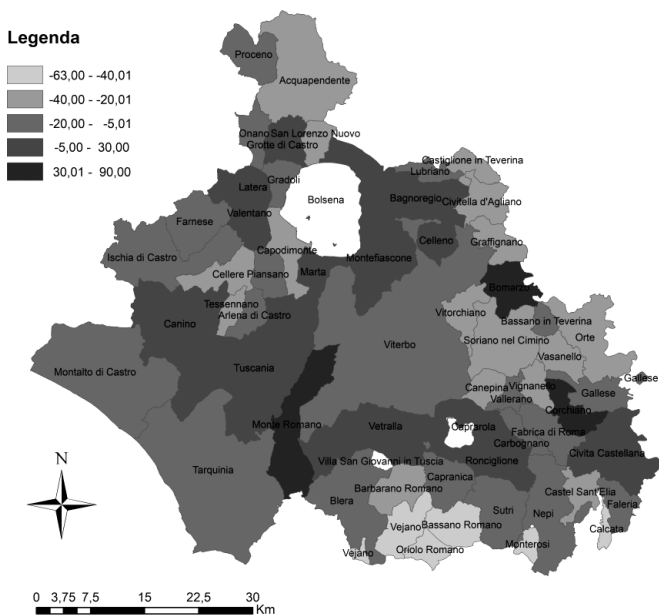 Legenda
-63,00 - -40,01
-40,00 - -20,01
-20,00 - -5,01
-5,00 - 30,00
30,01 - 90,00
Proceno
Acquapendente
Onano San Lorenzo Nuovo
Grotte di Castro
Castiglione in Teverina
Lubriano
Gradoli
Latera
Bolsena
Bagnoregio
Civitella d'Agliano
Valentano
Farnese
Celleno
Graffignano
Capodimonte
Ischia di Castro
Montefiascone
Cellere Piansano
Marta
Bomarzo
Tessennano
Arlena di Castro
Vitorchiano
Bassano in Teverina
Canino
Orte
Soriano nel Cimino
Viterbo
Vasanello
Tuscania
Montalto di Castro
Gallese
Canepina
Vignanello
Gallese
Vallerano
Corchiano
Monte Romano
Vetralla
Caprarola
Fabrica di Roma
Carbognano
Civita Castellana
Villa San Giovanni in Tuscia
Ronciglione
Tarquinia
Capranica
Castel Sant'Elia
Barbarano Romano
Blera
Sutri
Nepi
Faleria
Vejano
Bassano Romano
Calcata
Monterosi
Vejano
Oriolo Romano
N
0 3,75 7,5 15 22,5 30
Km